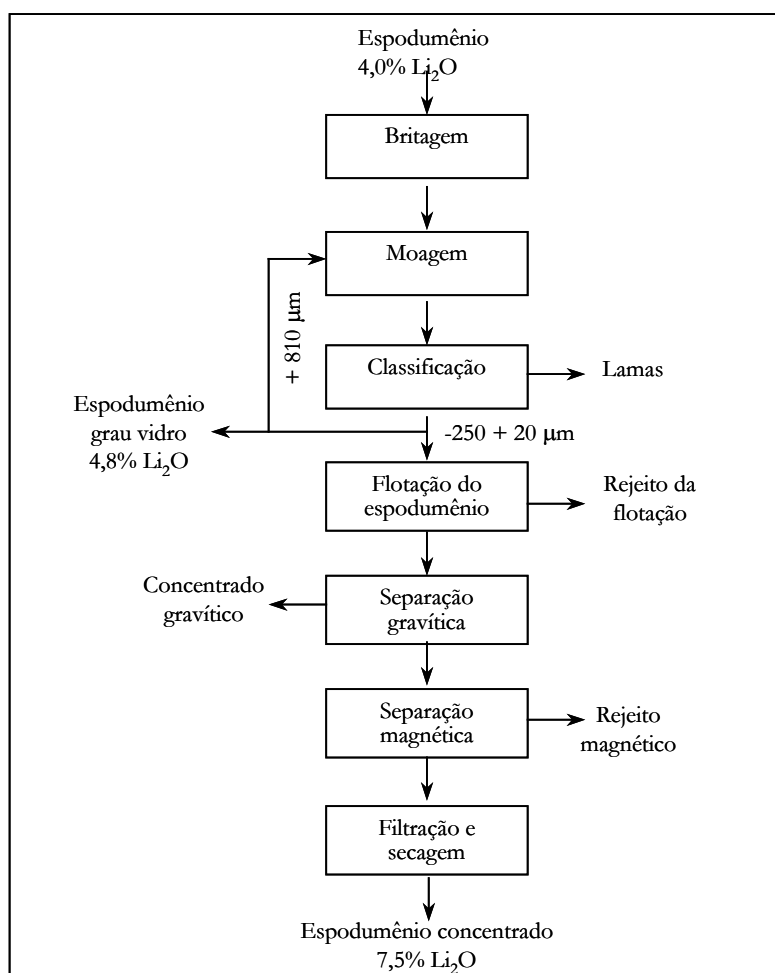 Espodumênio
4,0% Li₂O
Britagem
Moagem
+ 810 µm
Classificação
Lamas
Espodumênio
grau vidro
4,8% Li₂O
-250 + 20 µm
Flotação do
espodumênio
Rejeito da
flotação
Concentrado
gravítico
Separação
gravítica
Separação
magnética
Rejeito
magnético
Filtração e
secagem
Espodumênio concentrado
7,5% Li₂O